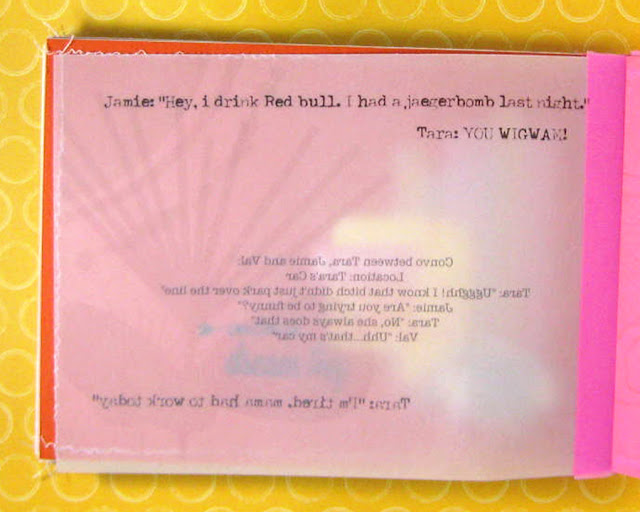 Jamie: "Hey, i drink Red bull. I had a jaegerbomb last night."
Tara: YOU WIGWAM!
Convo between Tara, Jamie and Val:
Location: Tara's Car
Tara: "Uggghh! I know that bitch didn't just park over the line"
Jamie: "Are you trying to be funny?"
Tara: "No, she always does that"
Val: "Uhh...that's my car"
Tara: "I'm tired. mama had to work today"